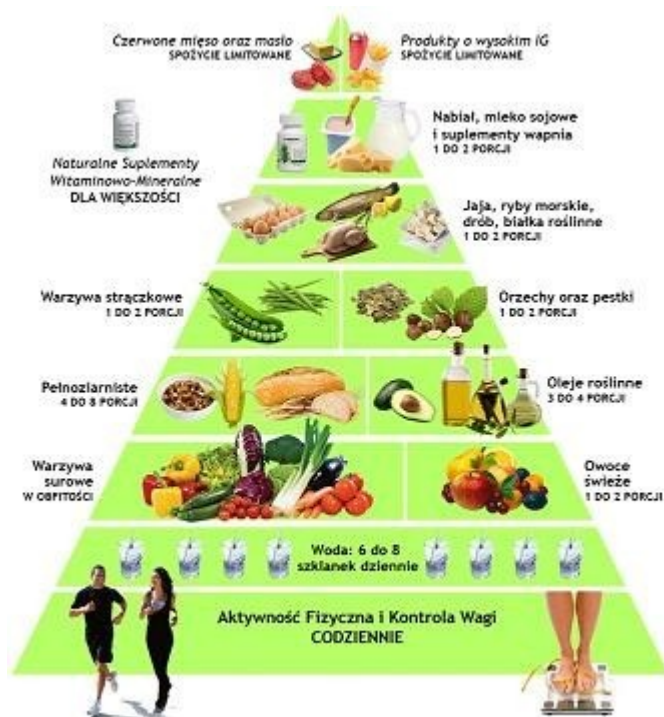 Czerwone mięso oraz masło
SPOŻYCIE LIMITOWANE
Produkty o wysokim IG
SPOŻYCIE LIMITOWANE
Nabiał, mleko sojowe
i suplementy wapnia
1 DO 2 PORCJI
Naturalne Suplementy
Witaminowo-Mineralne
DLA WIĘKSZOŚCI
Jaja, ryby morskie,
drób, białka roślinne
1 DO 2 PORCJI
Warzywa strączkowe
1 DO 2 PORCJI
Orzechy oraz pestki
1 DO 2 PORCJI
Pełnoziarniste
4 DO 8 PORCJI
Oleje roślinne
3 DO 4 PORCJI
Warzywa
surowe
W OBFITOŚCI
Owoce
świeże
1 DO 2 PORCJI
Woda: 6 do 8
szklanek dziennie
Aktywność Fizyczna i Kontrola Wagi
CODZIENNIE